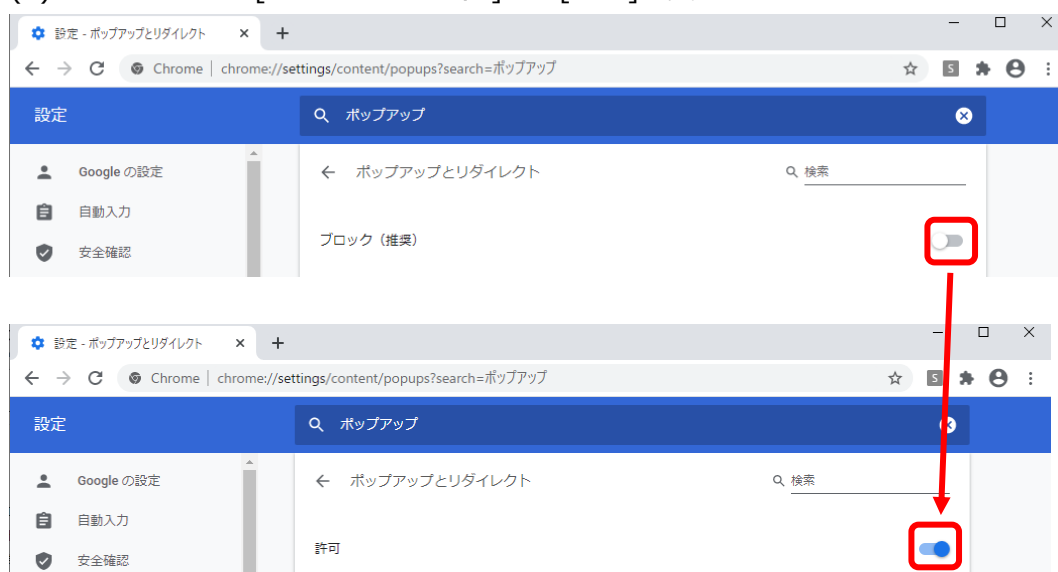 設定 - ポップアップとリダイレクト
Chrome | chrome://settings/content/popups?search=ポップアップ
設定
ポップアップ
Google の設定
ポップアップとリダイレクト
検索
自動入力
ブロック（推奨）
安全確認
設定 - ポップアップとリダイレクト
Chrome | chrome://settings/content/popups?search=ポップアップ
設定
ポップアップ
Google の設定
ポップアップとリダイレクト
検索
自動入力
許可
安全確認